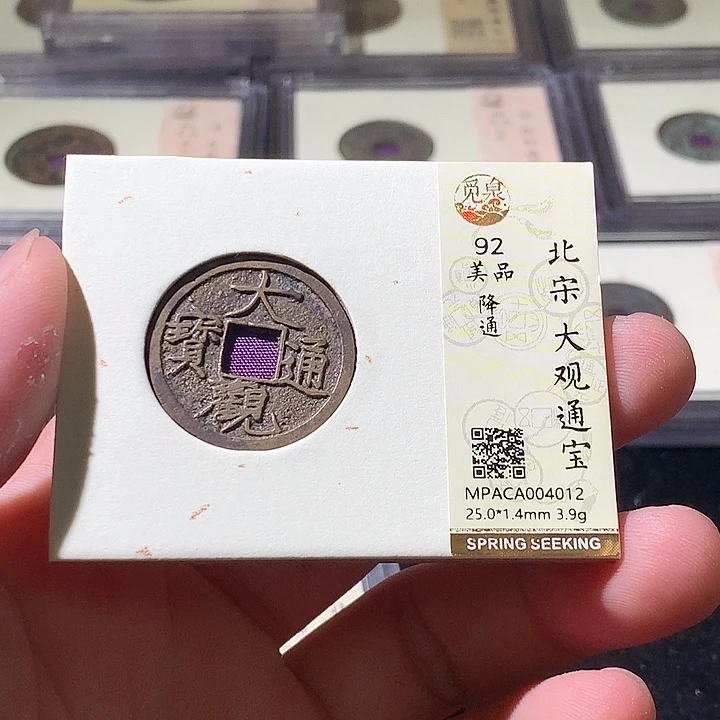 大
寶 通
觀
觅泉
92
美品
降通
北宋大观通宝
MPACA004012
25.0*1.4mm 3.9g
SPRING SEEKING